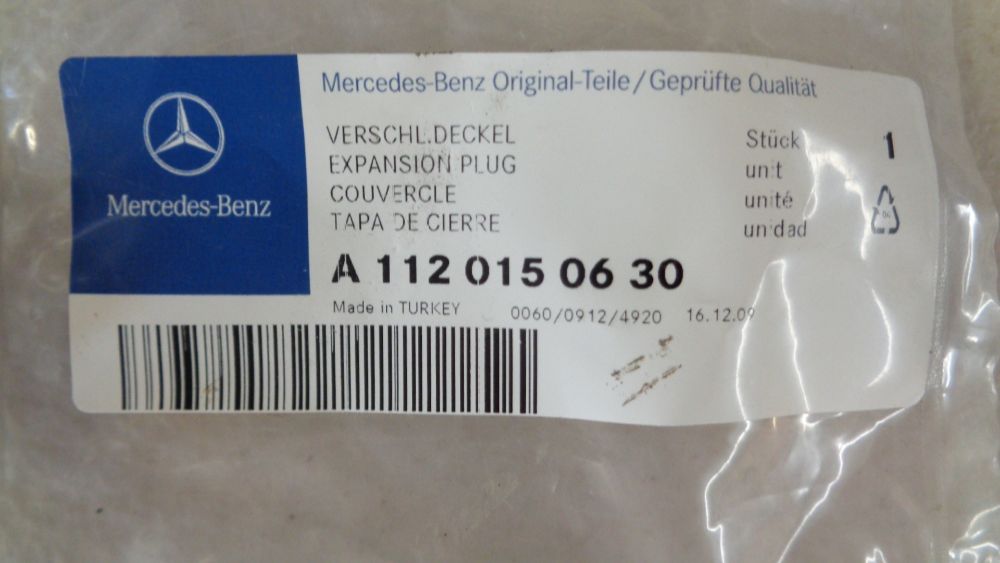 Mercedes-Benz
Mercedes-Benz Original-Teile/Geprüfte Qualität
VERSCHL.DECKEL
EXPANSION PLUG
COUVERCLE
TAPA DE CIERRE
Stück 1
unit
unité
unidad
04
A 112 015 06 30
Made in TURKEY 0060/0912/4920 16.12.09